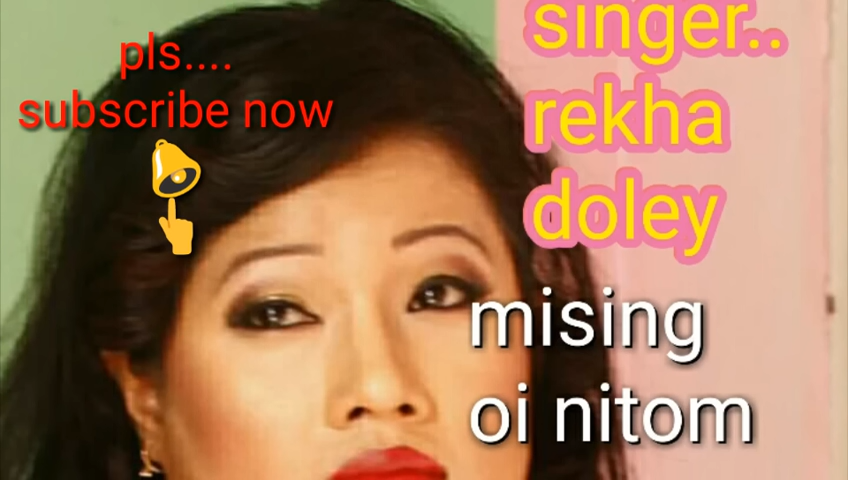 pls....
subscribe now
singer..
rekha
doley
mising
oi nitom